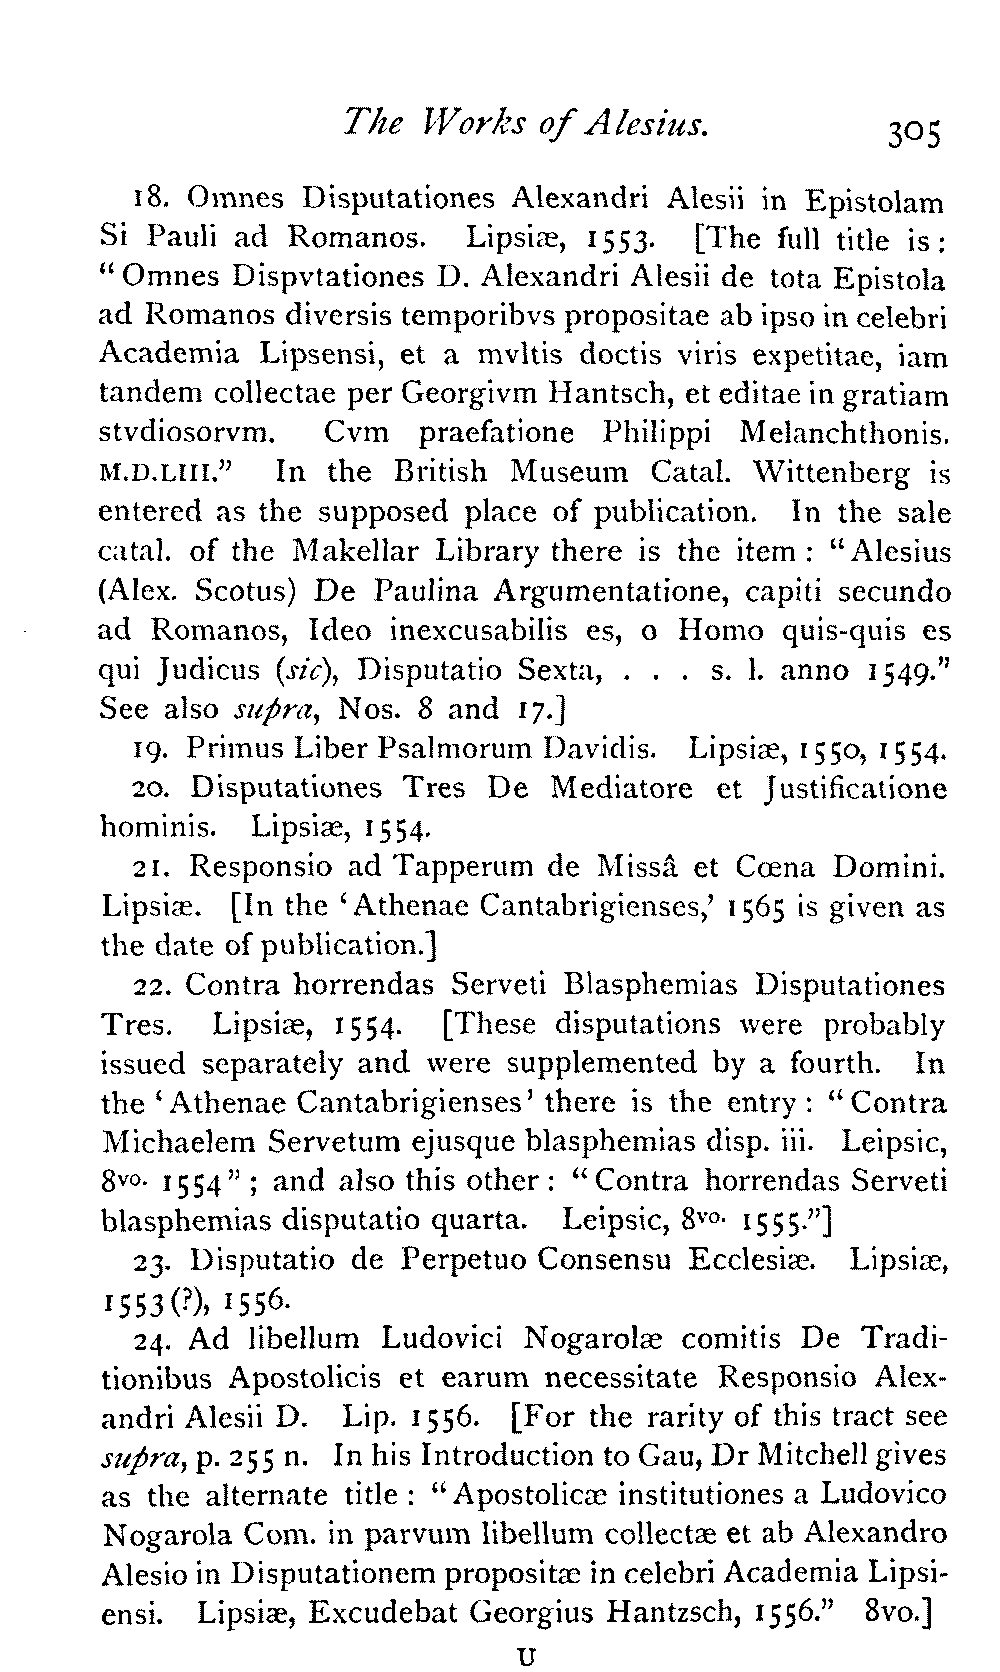 The Works of Alesius. 305
18. Omnes Disputationes Alexandri Alesii in Epistolam
Si Pauli ad Romanos. Lipsiæ, 1553. [The full title is:
“Omnes Dispvtationes D. Alexandri Alesii de tota Epistola
ad Romanos diversis temporibvs propositae ab ipso in celebri
Academia Lipsensi, et a mvltis doctis viris expetitae, iam
tandem collectae per Georgivm Hantsch, et editae in gratiam
stvdiosorvm. Cvm praefatione Philippi Melanchthonis.
M.D.LIII.” In the British Museum Catal. Wittenberg is
entered as the supposed place of publication. In the sale
catal. of the Makellar Library there is the item: “Alesius
(Alex. Scotus) De Paulina Argumentatione, capiti secundo
ad Romanos, Ideo inexcusabilis es, o Homo quis-quis es
qui Judicus (sic), Disputatio Sexta, . . . s. l. anno 1549.”
See also supra, Nos. 8 and 17.]
19. Primus Liber Psalmorum Davidis. Lipsiæ, 1550, 1554.
20. Disputationes Tres De Mediatore et Justificatione
hominis. Lipsiæ, 1554.
21. Responsio ad Tapperum de Missâ et Cœna Domini.
Lipsiæ. [In the ‘Athenae Cantabrigienses,’ 1565 is given as
the date of publication.]
22. Contra horrendas Serveti Blasphemias Disputationes
Tres. Lipsiæ, 1554. [These disputations were probably
issued separately and were supplemented by a fourth. In
the ‘Athenae Cantabrigienses’ there is the entry: “Contra
Michaelem Servetum ejusque blasphemias disp. iii. Leipsic,
8vo. 1554”; and also this other: “Contra horrendas Serveti
blasphemias disputatio quarta. Leipsic, 8vo. 1555.”]
23. Disputatio de Perpetuo Consensu Ecclesiæ. Lipsiæ,
1553(?), 1556.
24. Ad libellum Ludovici Nogarolæ comitis De Tradi-
tionibus Apostolicis et earum necessitate Responsio Alex-
andri Alesii D. Lip. 1556. [For the rarity of this tract see
supra, p. 255 n. In his Introduction to Gau, Dr Mitchell gives
as the alternate title: “Apostolicæ institutiones a Ludovico
Nogarola Com. in parvum libellum collectæ et ab Alexandro
Alesio in Disputationem propositæ in celebri Academia Lipsi-
ensi. Lipsiæ, Excudebat Georgius Hantzsch, 1556.” 8vo.]
U